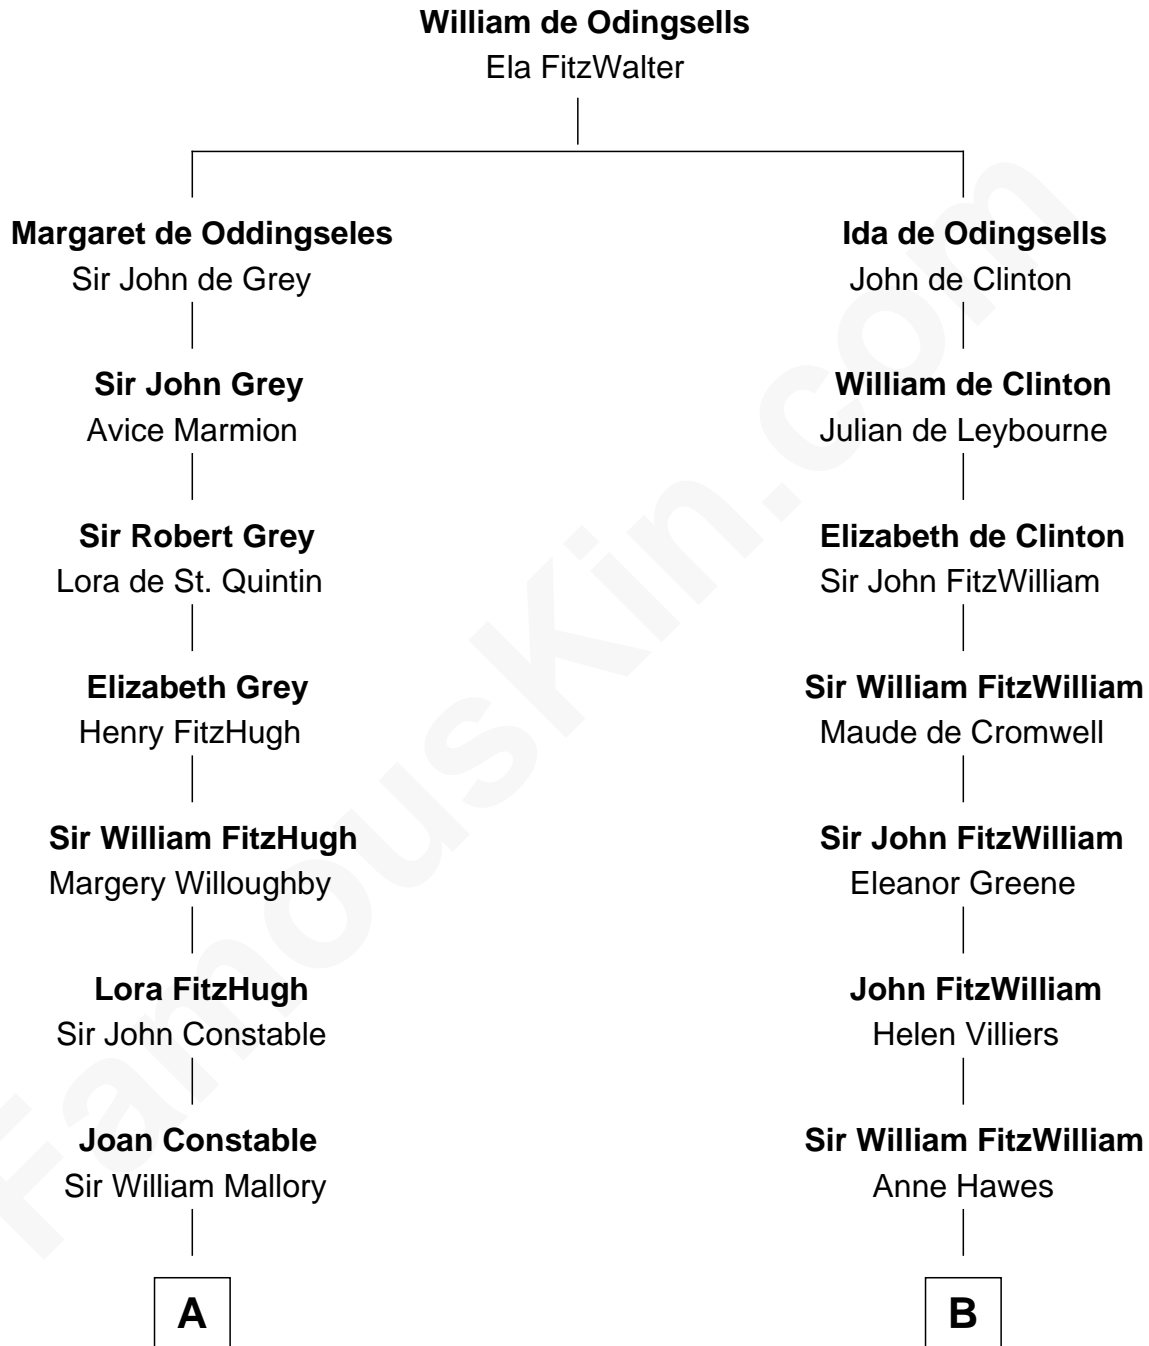 William de Odingsells
Ela FitzWalter
Margaret de Oddingseles
Sir John de Grey
Sir John Grey
Avice Marmion
Sir Robert Grey
Lora de St. Quintin
Elizabeth Grey
Henry FitzHugh
Sir William FitzHugh
Margery Willoughby
Lora FitzHugh
Sir John Constable
Joan Constable
Sir William Mallory
A
Ida de Odingsells
John de Clinton
William de Clinton
Julian de Leybourne
Elizabeth de Clinton
Sir John FitzWilliam
Sir William FitzWilliam
Maude de Cromwell
Sir John FitzWilliam
Eleanor Greene
John FitzWilliam
Helen Villiers
Sir William FitzWilliam
Anne Hawes
B
FamousKin.com